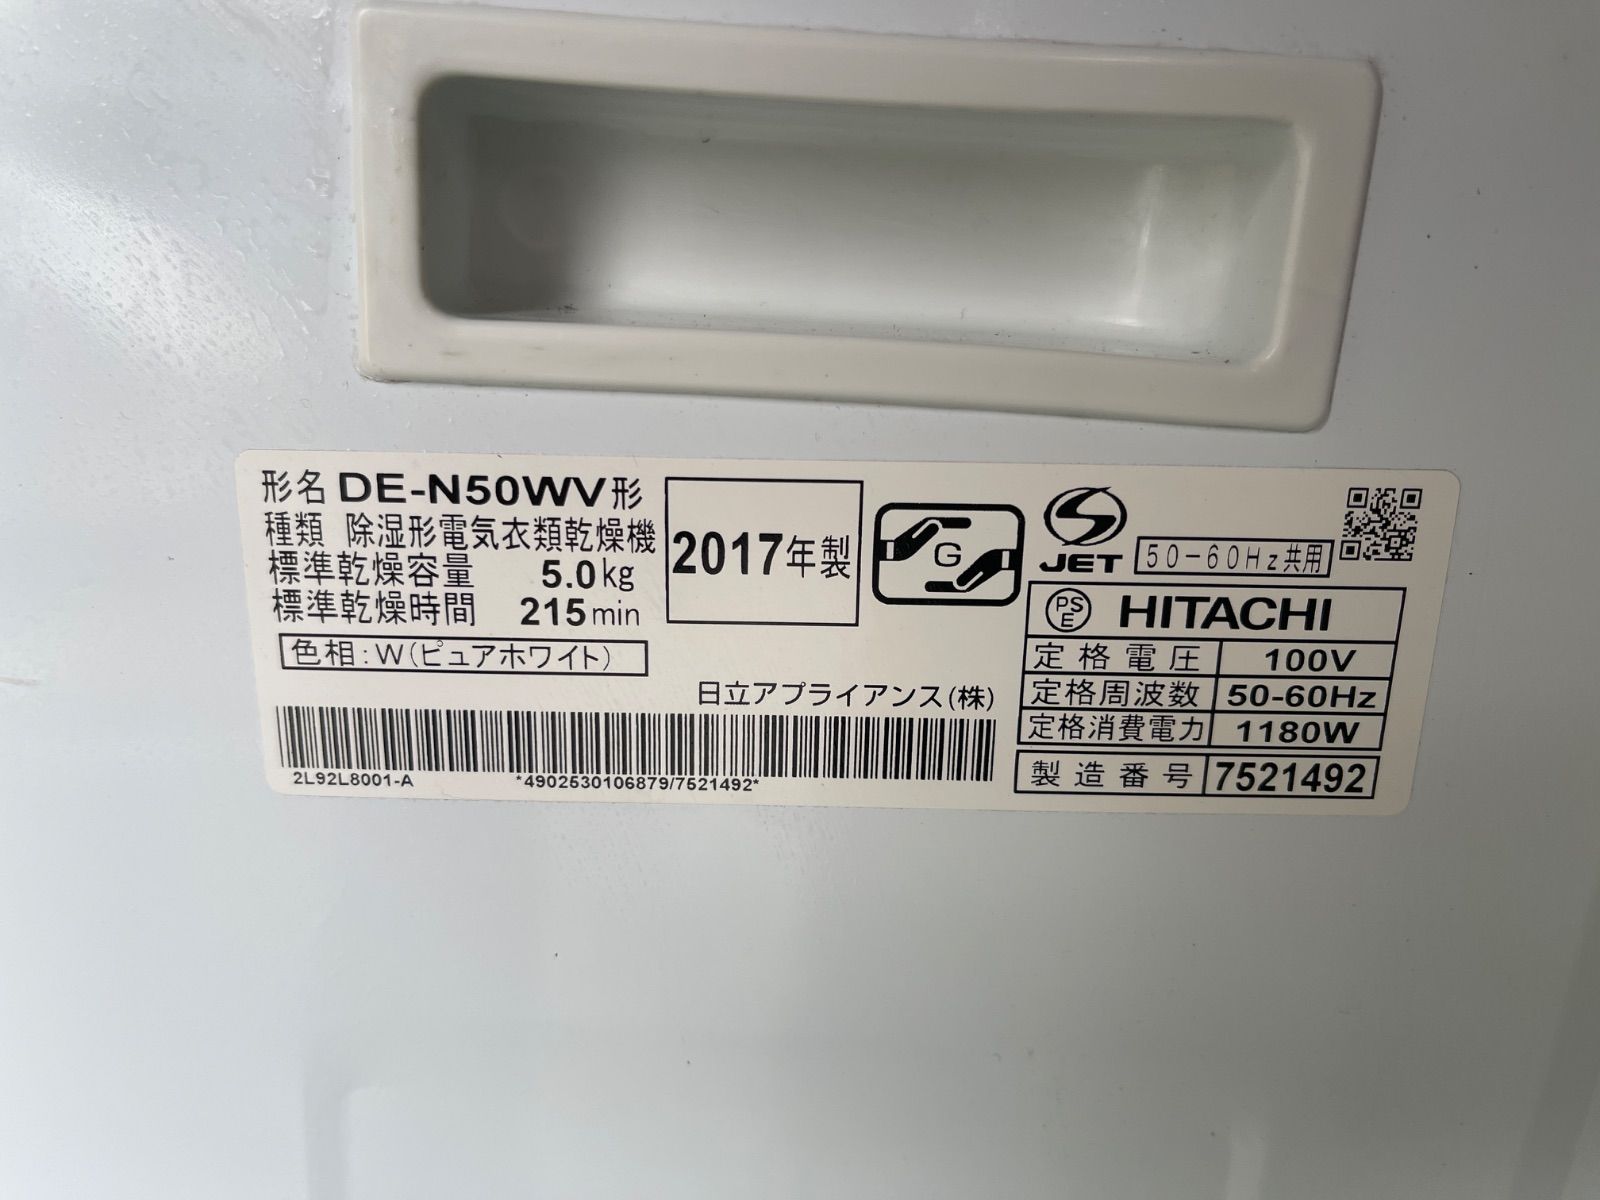 形名 DE-N50WV形
種類 除湿形電気衣類乾燥機
標準乾燥容量 5.0kg
標準乾燥時間 215min
色相:W(ピュアホワイト)
2017年製
G
JET
50-60Hz共用
PSE HITACHI
定格電圧 100V
定格周波数 50-60Hz
定格消費電力 1180W
製造番号 7521492
日立アプライアンス(株)
2L92L8001-A *4902530106879/7521492*